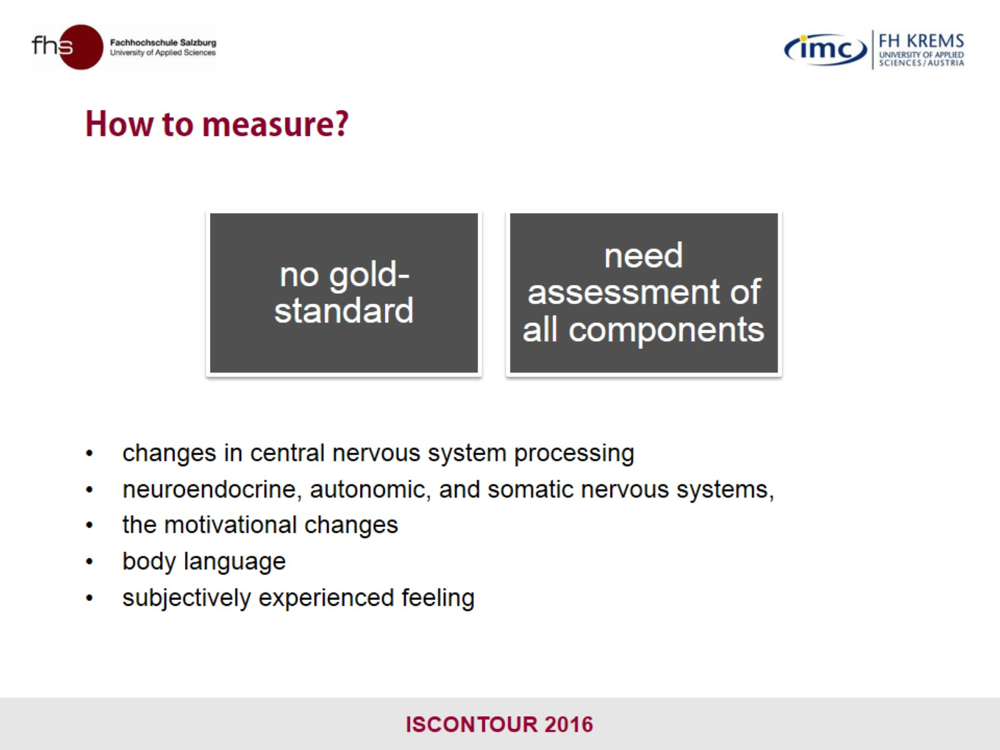 fhs
Fachhochschule Salzburg
University of Applied Sciences
imc
FH KREMS
UNIVERSITY OF APPLIED
SCIENCES/AUSTRIA
How to measure?
no gold-
standard
need
assessment of
all components
• changes in central nervous system processing
• neuroendocrine, autonomic, and somatic nervous systems,
• the motivational changes
• body language
• subjectively experienced feeling
ISCONTOUR 2016